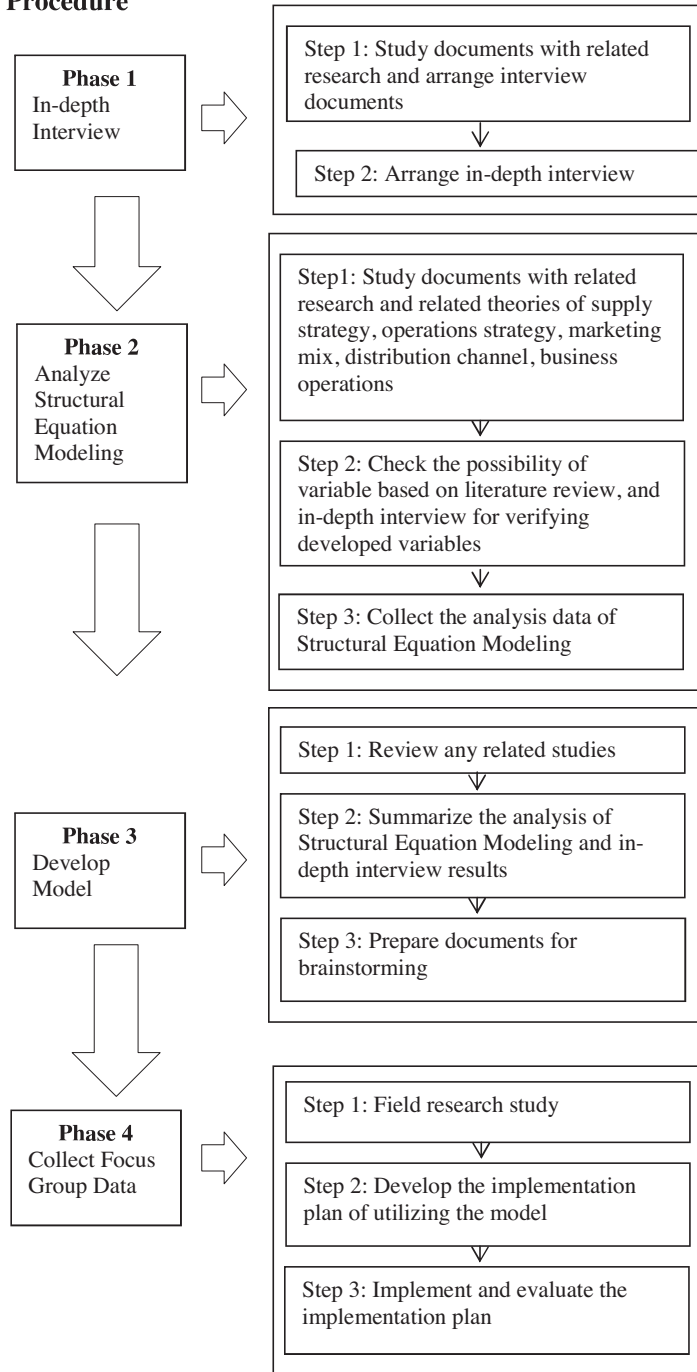 Procedure
Phase 1
In-depth
Interview
Step 1: Study documents with related
research and arrange interview
documents
Step 2: Arrange in-depth interview
Phase 2
Analyze
Structural
Equation
Modeling
Step1: Study documents with related
research and related theories of supply
strategy, operations strategy, marketing
mix, distribution channel, business
operations
Step 2: Check the possibility of
variable based on literature review, and
in-depth interview for verifying
developed variables
Step 3: Collect the analysis data of
Structural Equation Modeling
Phase 3
Develop
Model
Step 1: Review any related studies
Step 2: Summarize the analysis of
Structural Equation Modeling and in-
depth interview results
Step 3: Prepare documents for
brainstorming
Phase 4
Collect Focus
Group Data
Step 1: Field research study
Step 2: Develop the implementation
plan of utilizing the model
Step 3: Implement and evaluate the
implementation plan